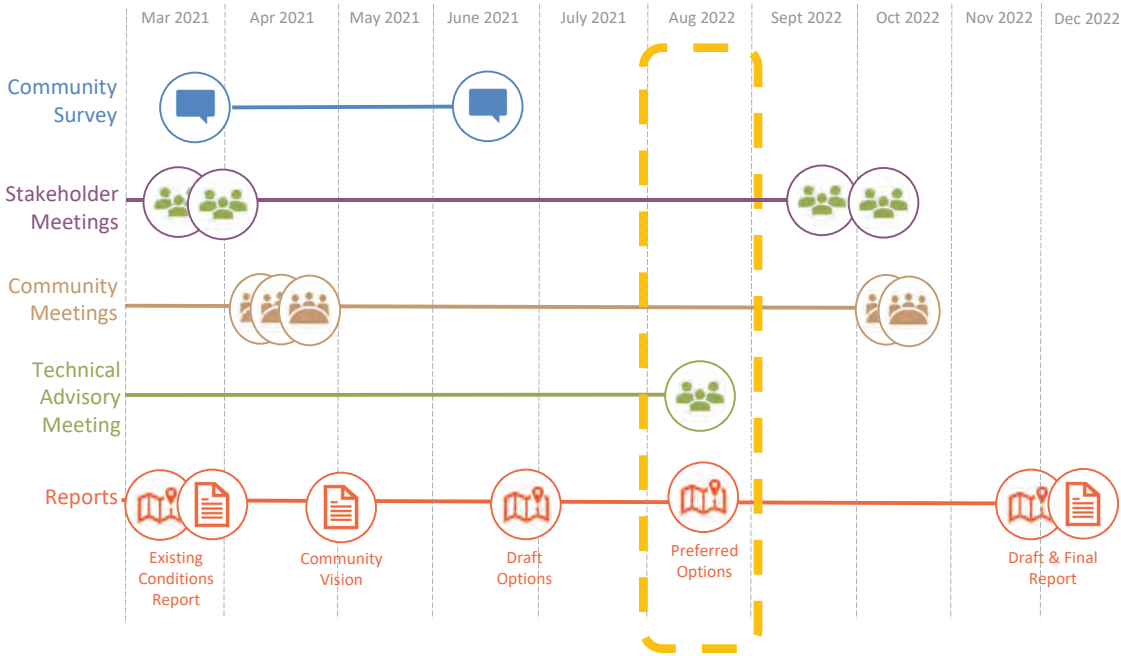 Mar 2021
Apr 2021
May 2021
June 2021
July 2021
Aug 2022
Sept 2022
Oct 2022
Nov 2022
Dec 2022
Community
Survey
Stakeholder
Meetings
Community
Meetings
Technical
Advisory
Meeting
Reports
Existing
Conditions
Report
Community
Vision
Draft
Options
Preferred
Options
Draft & Final
Report